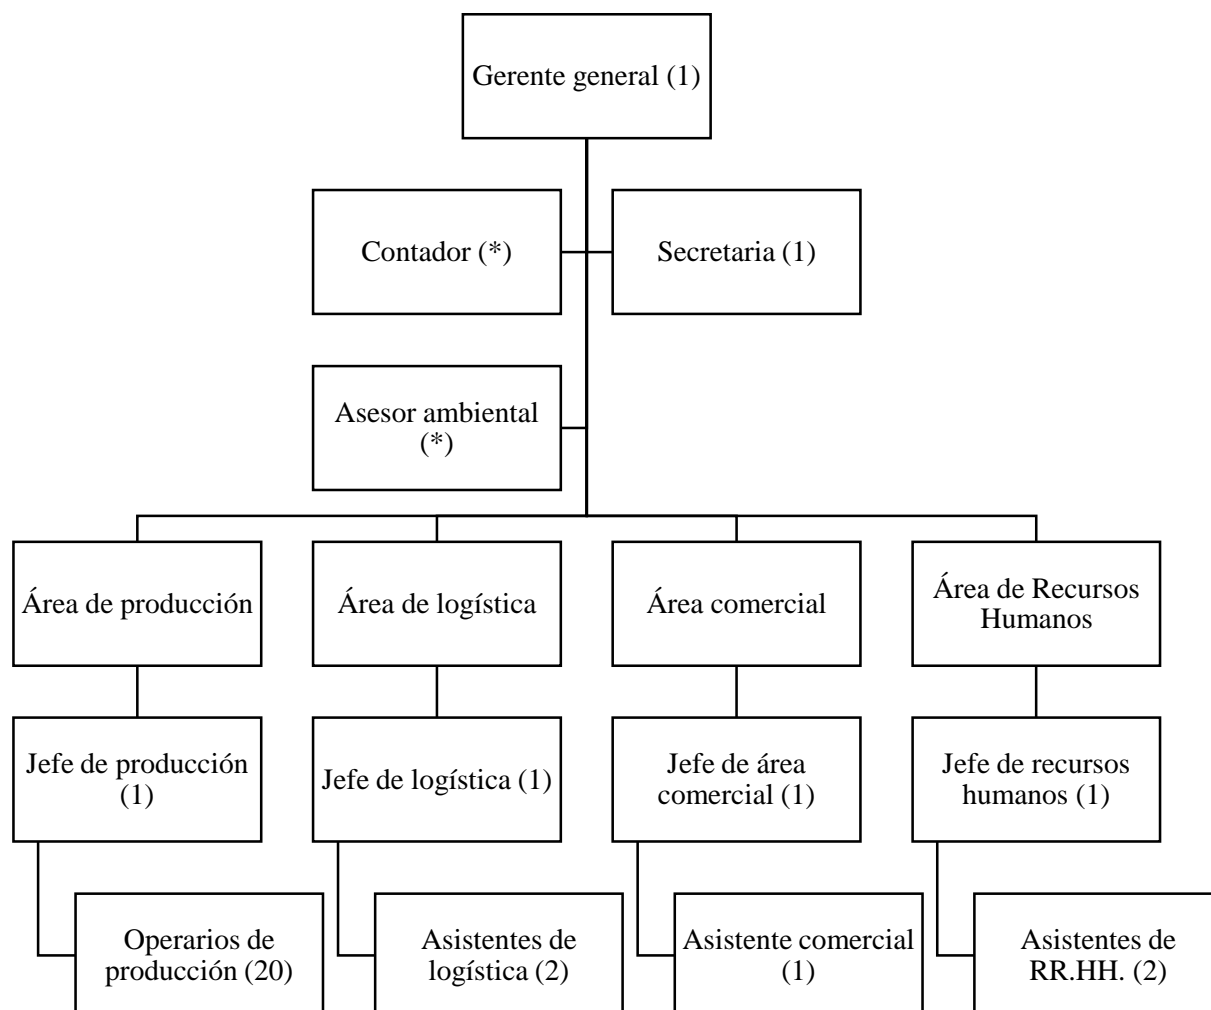 Gerente general (1)
Contador (*)
Secretaria (1)
Asesor ambiental
(*)
Área de producción
Área de logística
Área comercial
Área de Recursos
Humanos
Jefe de producción
(1)
Jefe de logística (1)
Jefe de área
comercial (1)
Jefe de recursos
humanos (1)
Operarios de
producción (20)
Asistentes de
logística (2)
Asistente comercial
(1)
Asistentes de
RR.HH. (2)